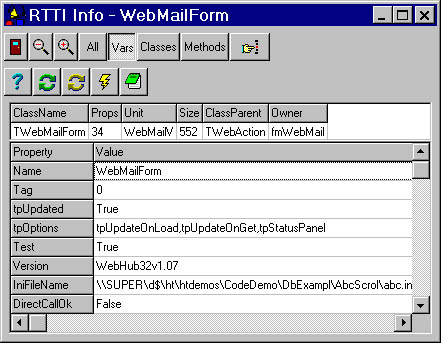 RTTI Info - WebMailForm
All Vars Classes Methods
?
ClassName Props Unit Size ClassParent Owner
TWebMailForm 34 WebMailV 552 TWebAction fmWebMail
Property Value
Name WebMailForm
Tag 0
tpUpdated True
tpOptions tpUpdateOnLoad,tpUpdateOnGet,tpStatusPanel
Test True
Version WebHub32v1.07
IniFileName \\SUPER\d$\ht\htdemos\CodeDemo\DbExampl\AbcScrol\abc.in
DirectCallOk False